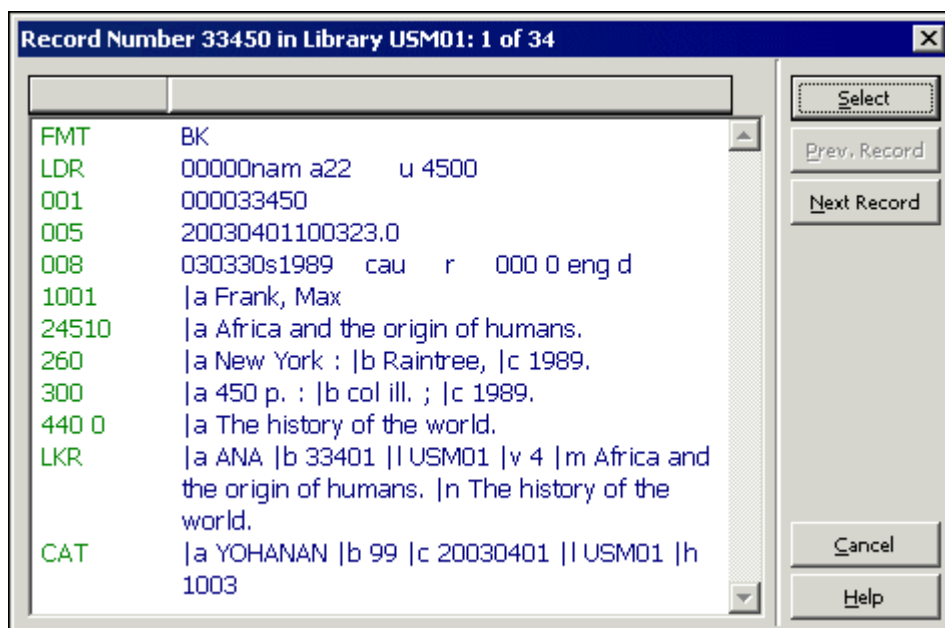 Record Number 33450 in Library USM01: 1 of 34
Select
Prev. Record
Next Record
FMT BK
LDR 00000nam a22 u 4500
001 000033450
005 20030401100323.0
008 030330s1989 cau r 000 0 eng d
1001 |a Frank, Max
24510 |a Africa and the origin of humans.
260 |a New York : |b Raintree, |c 1989.
300 |a 450 p. : |b col ill. ; |c 1989.
440 0 |a The history of the world.
LKR |a ANA |b 33401 |l USM01 |v 4 |m Africa and
the origin of humans. |n The history of the
world.
CAT |a YOHANAN |b 99 |c 20030401 |l USM01 |h
1003
Cancel
Help